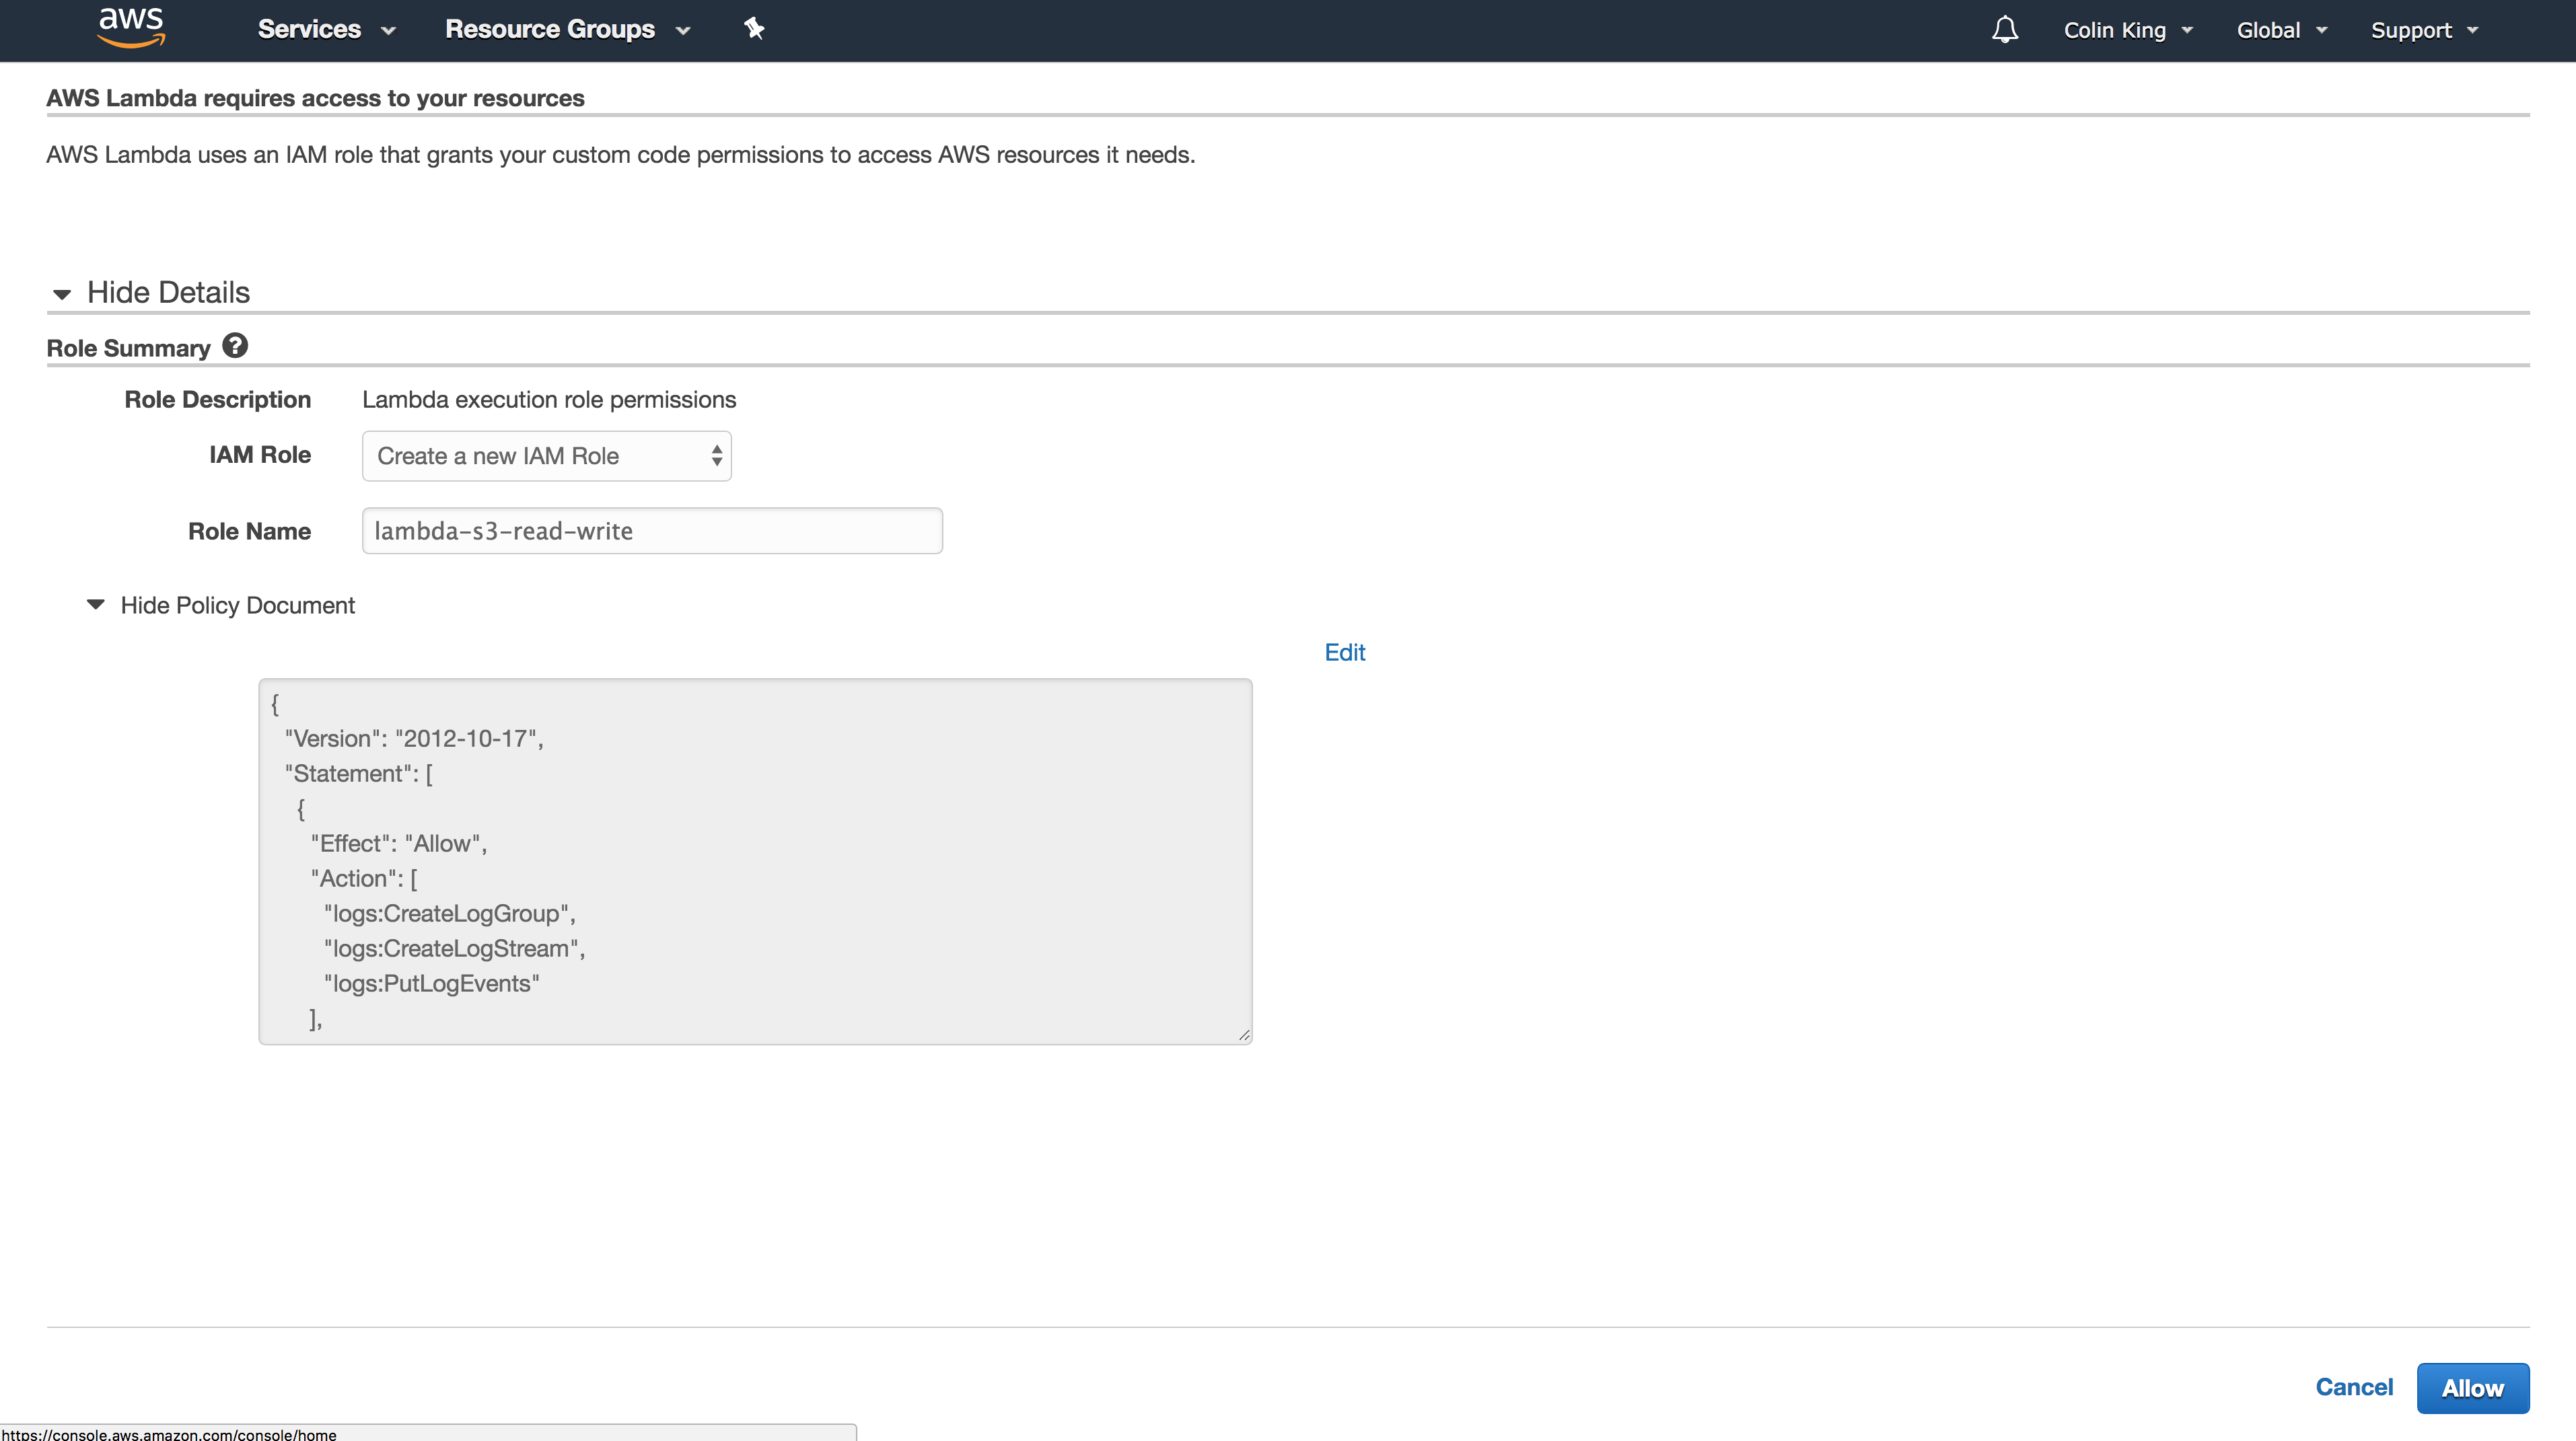 aws Services Resource Groups Colin King Global Support
AWS Lambda requires access to your resources
AWS Lambda uses an IAM role that grants your custom code permissions to access AWS resources it needs.
Hide Details
Role Summary ?
Role Description Lambda execution role permissions
IAM Role Create a new IAM Role
Role Name lambda-s3-read-write
Hide Policy Document
Edit
{
"Version": "2012-10-17",
"Statement": [
{
"Effect": "Allow",
"Action": [
"logs:CreateLogGroup",
"logs:CreateLogStream",
"logs:PutLogEvents"
],
Cancel Allow
https://console.aws.amazon.com/console/home